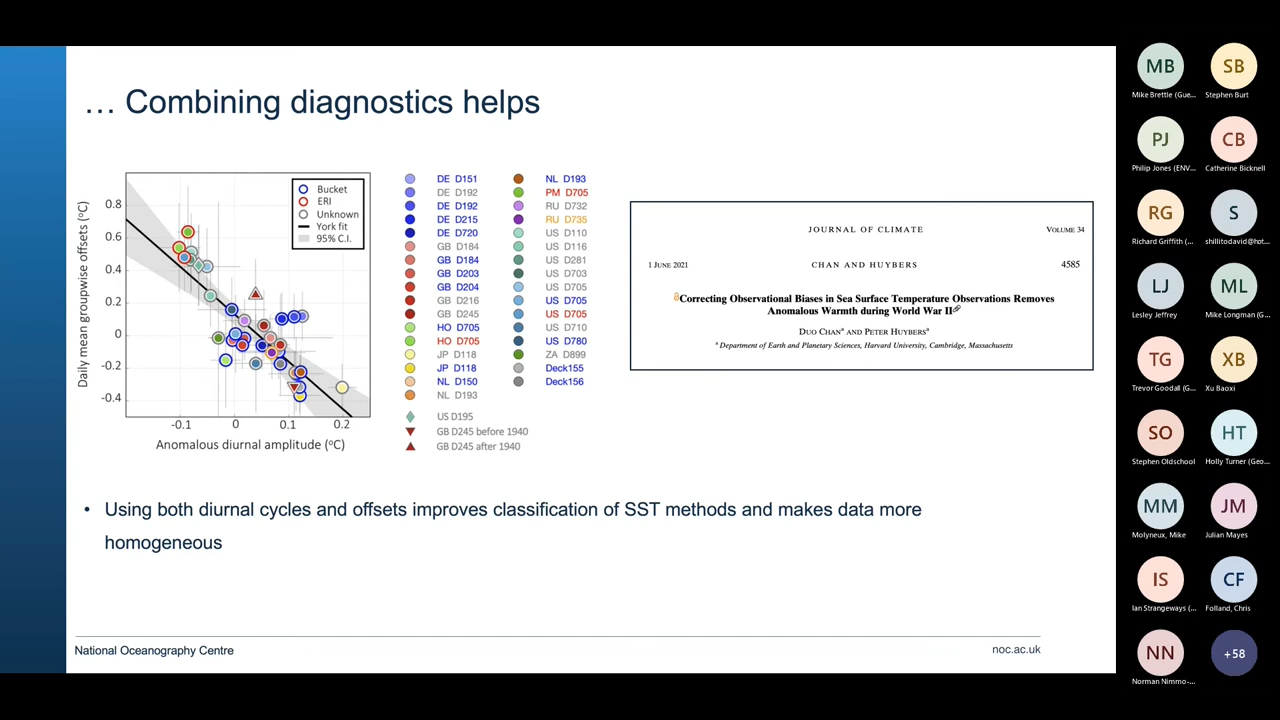 … Combining diagnostics helps
0.8
0.6
0.4
0.2
0
-0.2
-0.4
Daily mean groupwise offsets (°C)
-0.1
0
0.1
0.2
Anomalous diurnal amplitude (°C)
Bucket
ERI
Unknown
York fit
95% C.I.
DE D151
DE D192
DE D192
DE D215
DE D720
GB D184
GB D184
GB D203
GB D204
GB D216
GB D245
HO D705
HO D705
JP D118
JP D118
NL D150
NL D193
NL D193
PM D705
RU D732
RU D735
US D110
US D116
US D281
US D703
US D705
US D705
US D705
US D710
US D780
ZA D899
Deck155
Deck156
US D195
GB D245 before 1940
GB D245 after 1940
JOURNAL OF CLIMATE
VOLUME 34
1 JUNE 2021
CHAN AND HUYBERS
4585
Correcting Observational Biases in Sea Surface Temperature Observations Removes
Anomalous Warmth during World War II
DUO CHANᵃ AND PETER HUYBERSᵃ
ᵃ Department of Earth and Planetary Sciences, Harvard University, Cambridge, Massachusetts
• Using both diurnal cycles and offsets improves classification of SST methods and makes data more
homogeneous
National Oceanography Centre
noc.ac.uk
MB
SB
Mike Brettle (Gue...
Stephen Burt
PJ
CB
Philip Jones (ENV...
Catherine Bicknell
RG
S
Richard Griffith (...
shillitodavid@hot...
LJ
ML
Lesley Jeffrey
Mike Longman (G...
TG
XB
Trevor Goodall (G...
Xu Baoxi
SO
HT
Stephen Oldschool
Holly Turner (Geo...
MM
JM
Molyneux, Mike
Julian Mayes
IS
CF
Ian Strangeways (...
Folland, Chris
NN
+58
Norman Nimmo-...